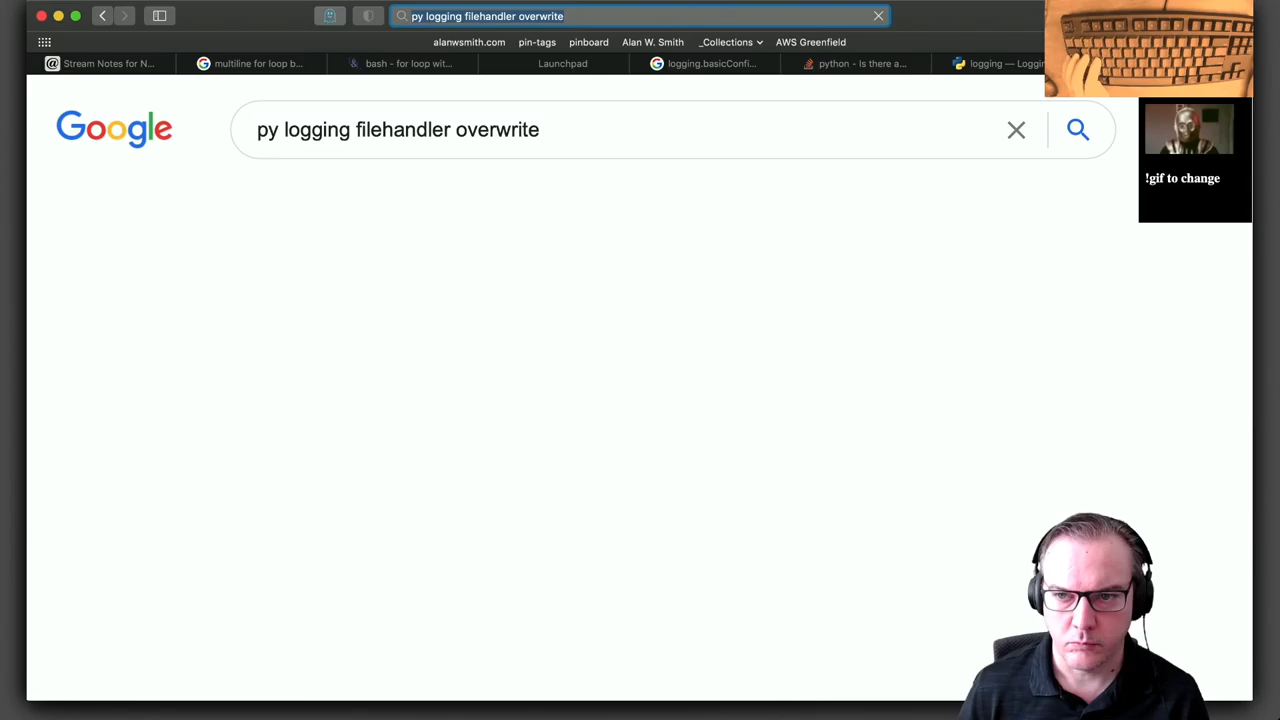 py logging filehandler overwrite
alanwsmith.com pin-tags pinboard Alan W. Smith _Collections AWS Greenfield
@ Stream Notes for N... multiline for loop b... bash - for loop wit... Launchpad logging.basicConfi... python - Is there a... logging — Loggin
Google py logging filehandler overwrite
!gif to change